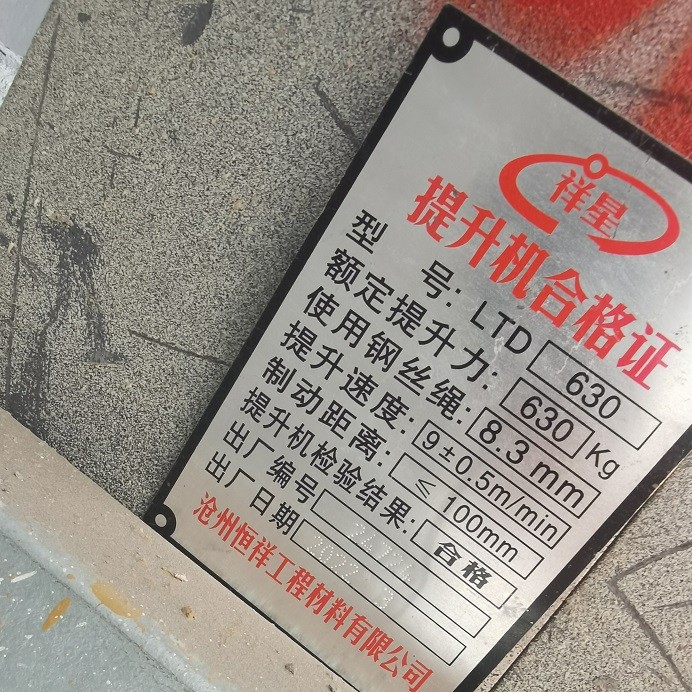 祥星
提升机合格证
型 号: LTD 630
额定提升力: 630 Kg
使用钢丝绳: 8.3 mm
提升速度: 9±0.5m/min
制动距离: ≤ 100mm
提升机检验结果: 合格
出厂编号
出厂日期
沧州恒祥工程材料有限公司